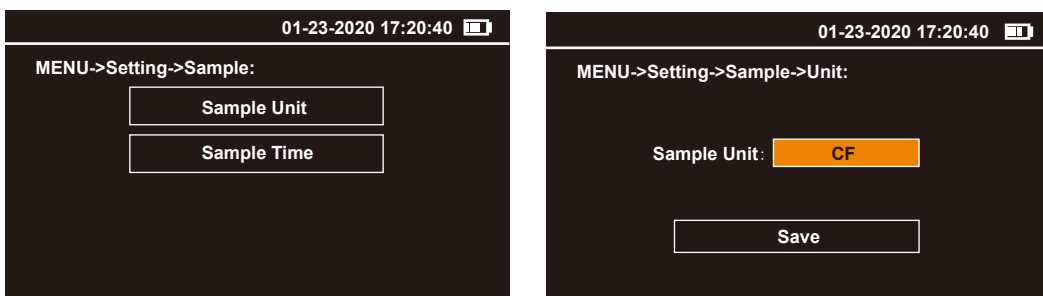 01-23-2020 17:20:40
MENU->Setting->Sample:
Sample Unit
Sample Time
01-23-2020 17:20:40
MENU->Setting->Sample->Unit:
Sample Unit: CF
Save